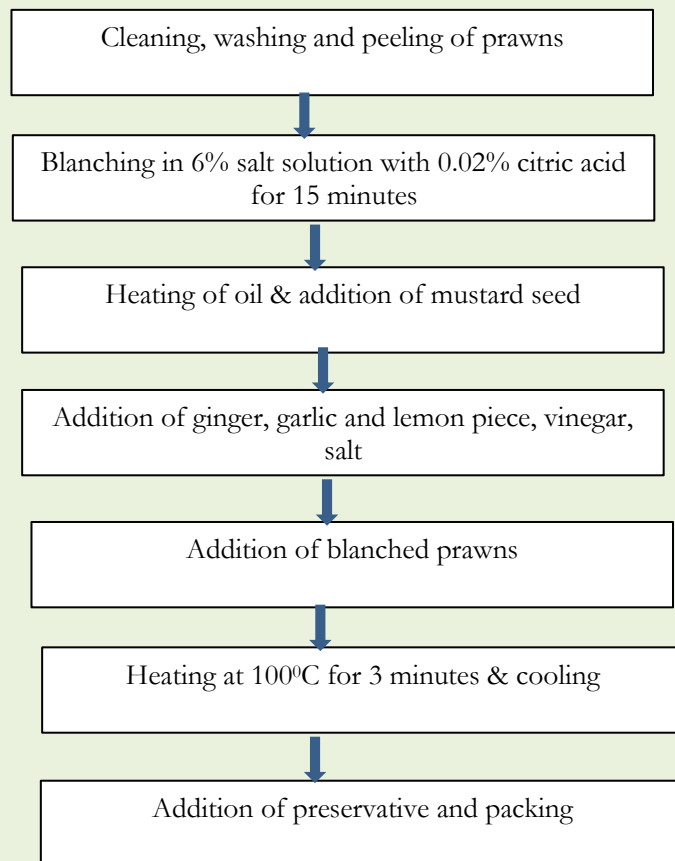 Cleaning, washing and peeling of prawns
Blanching in 6% salt solution with 0.02% citric acid
for 15 minutes
Heating of oil & addition of mustard seed
Addition of ginger, garlic and lemon piece, vinegar,
salt
Addition of blanched prawns
Heating at 100⁰C for 3 minutes & cooling
Addition of preservative and packing